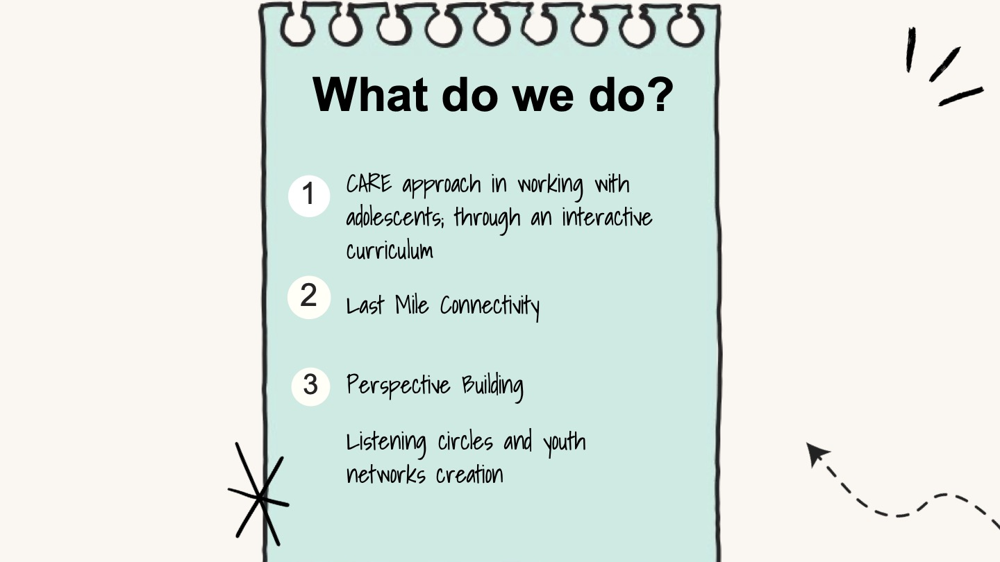 What do we do?
1
CARE approach in working with
adolescents; through an interactive
curriculum
2
Last Mile Connectivity
3
Perspective Building
Listening circles and youth
networks creation